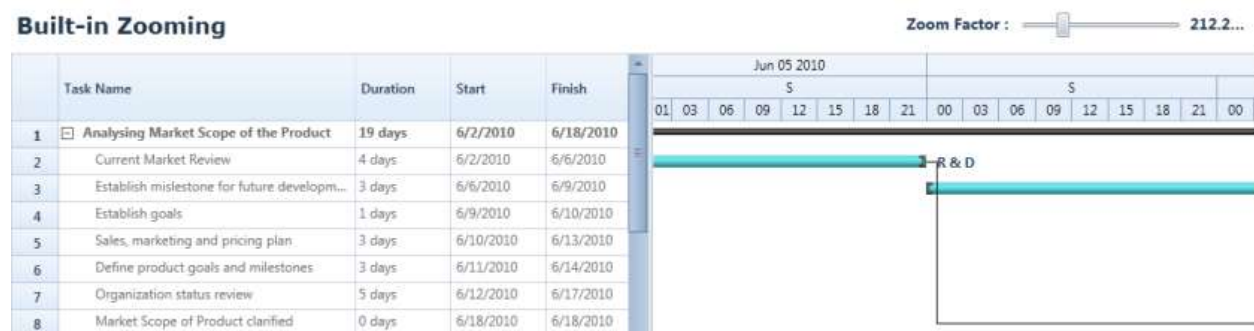 Built-in Zooming
Zoom Factor : 212.2...
Jun 05 2010
Task Name Duration Start Finish S S
01 03 06 09 12 15 18 21 00 03 06 09 12 15 18 21 00
1 Analysing Market Scope of the Product 19 days 6/2/2010 6/18/2010
2 Current Market Review 4 days 6/2/2010 6/6/2010 R & D
3 Establish mislestone for future developm... 3 days 6/6/2010 6/9/2010
4 Establish goals 1 days 6/9/2010 6/10/2010
5 Sales, marketing and pricing plan 3 days 6/10/2010 6/13/2010
6 Define product goals and milestones 3 days 6/11/2010 6/14/2010
7 Organization status review 5 days 6/12/2010 6/17/2010
8 Market Scope of Product clarified 0 days 6/18/2010 6/18/2010